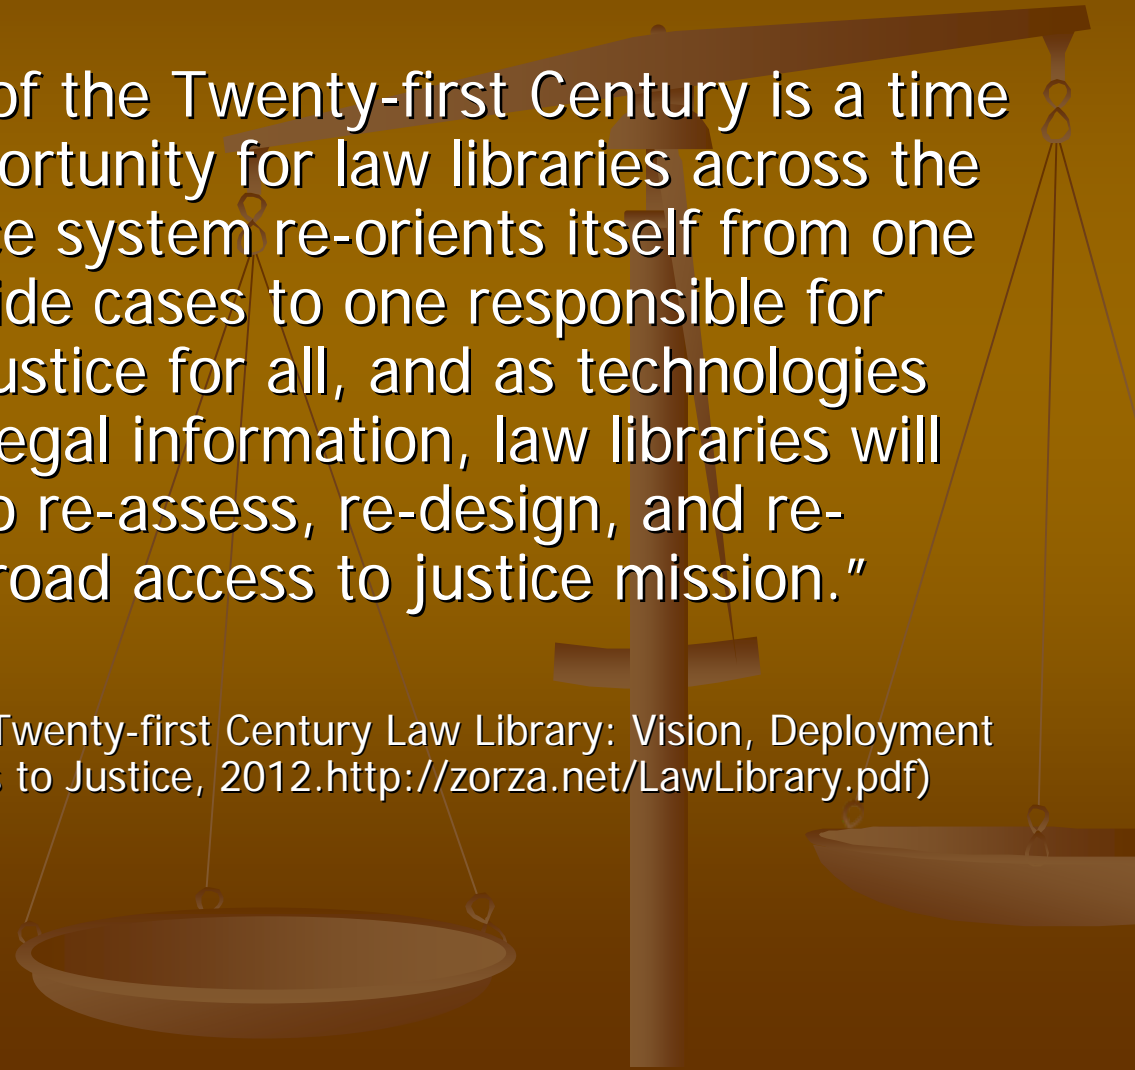 of the Twenty-first Century is a time
ortunity for law libraries across the
ce system re-orients itself from one
ide cases to one responsible for
ustice for all, and as technologies
egal information, law libraries will
o re-assess, re-design, and re-
road access to justice mission.”
Twenty-first Century Law Library: Vision, Deployment
s to Justice, 2012.http://zorza.net/LawLibrary.pdf)